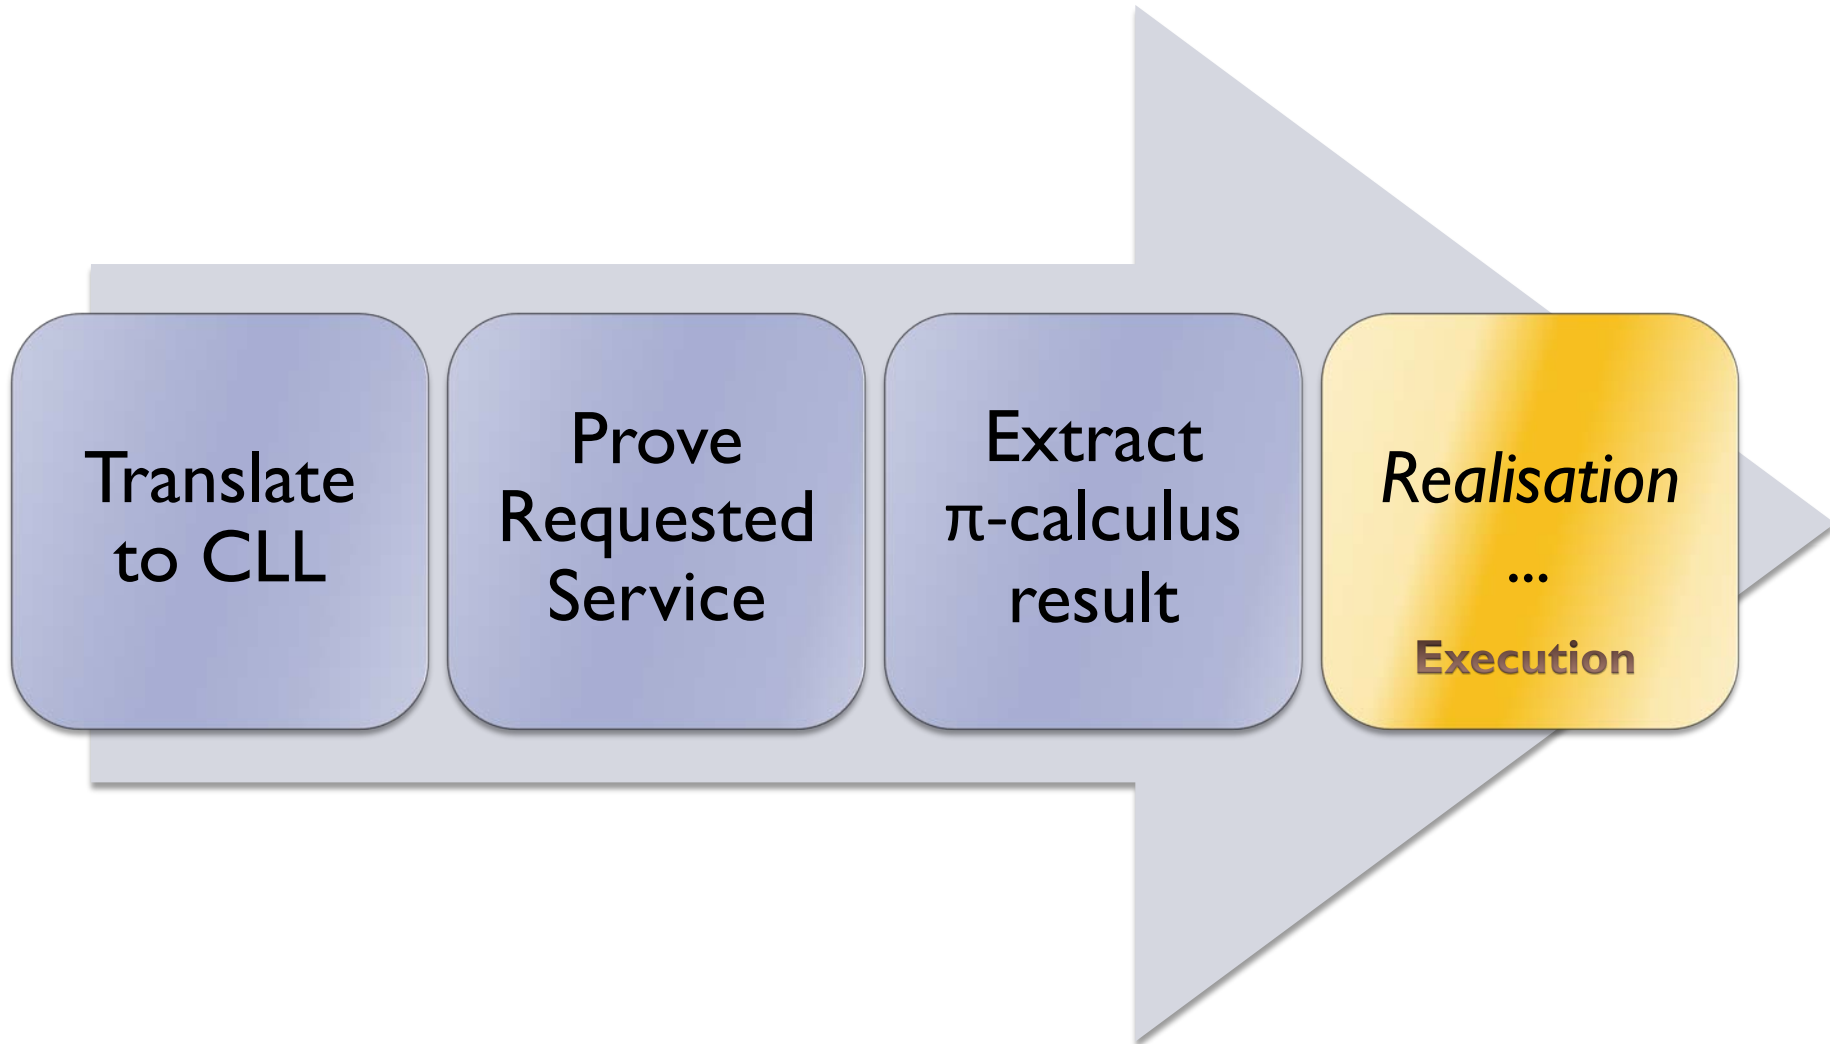 Translate
to CLL
Prove
Requested
Service
Extract
π-calculus
result
Realisation
...
Execution